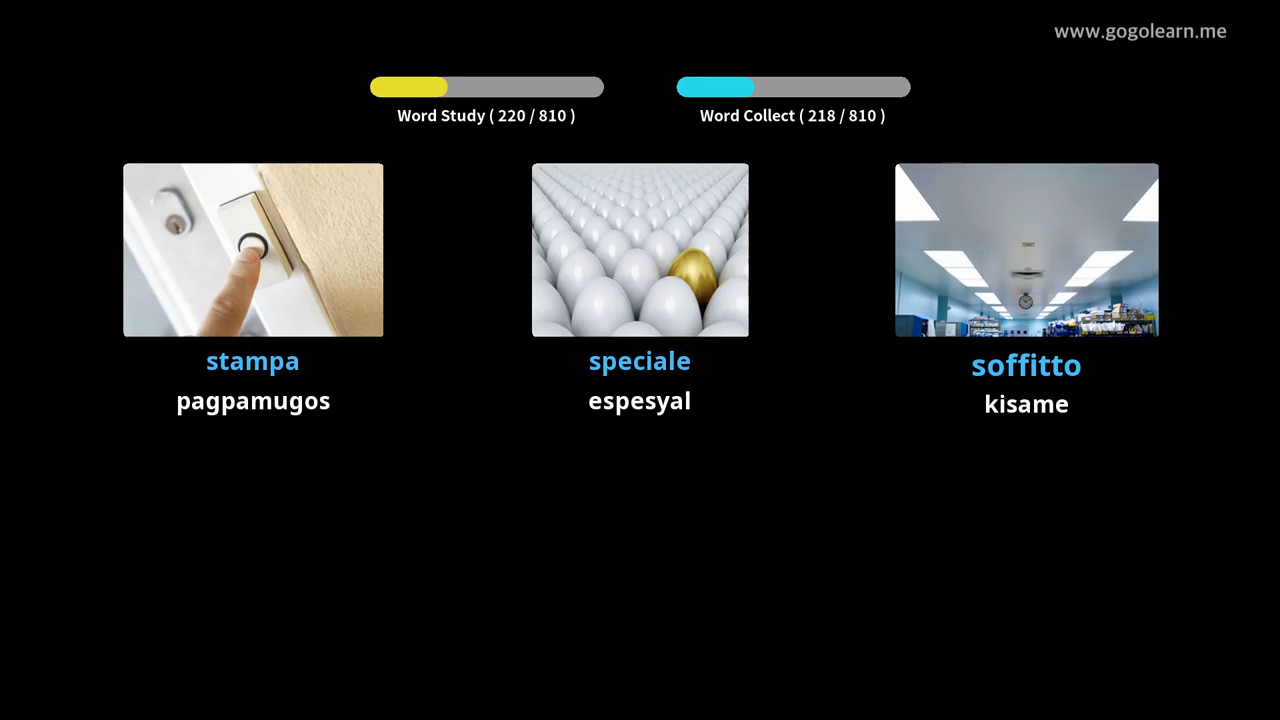 www.gogolearn.me
Word Study ( 220 / 810 )
Word Collect ( 218 / 810 )
stampa
pagpamugos
speciale
espesyal
soffitto
kisame